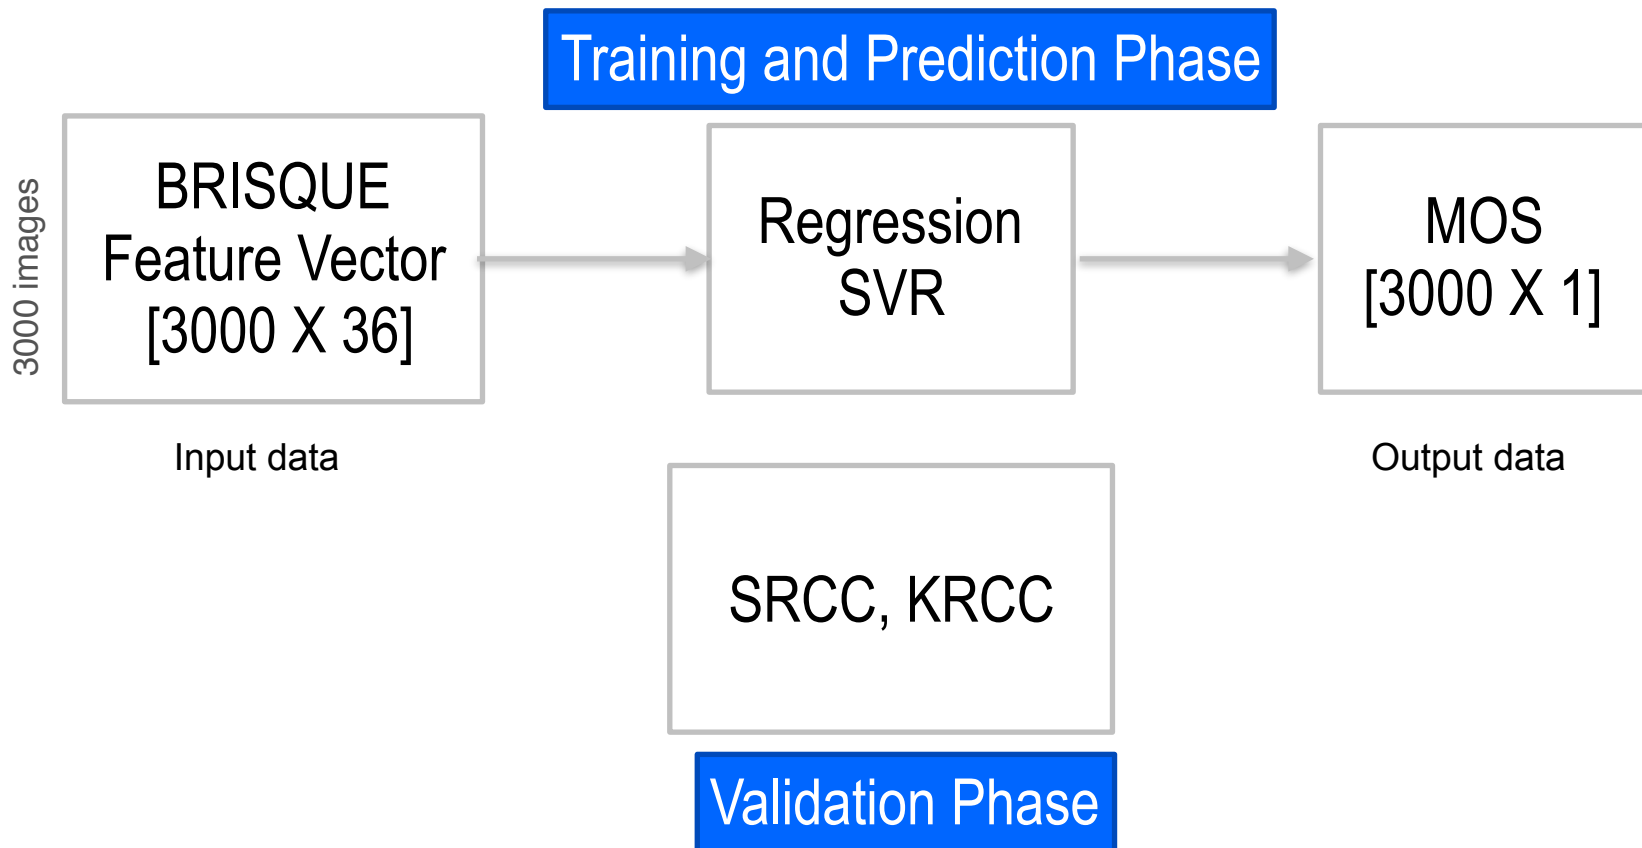 Training and Prediction Phase
3000 images
BRISQUE
Feature Vector
[3000 X 36]
Regression
SVR
MOS
[3000 X 1]
Input data
Output data
SRCC, KRCC
Validation Phase